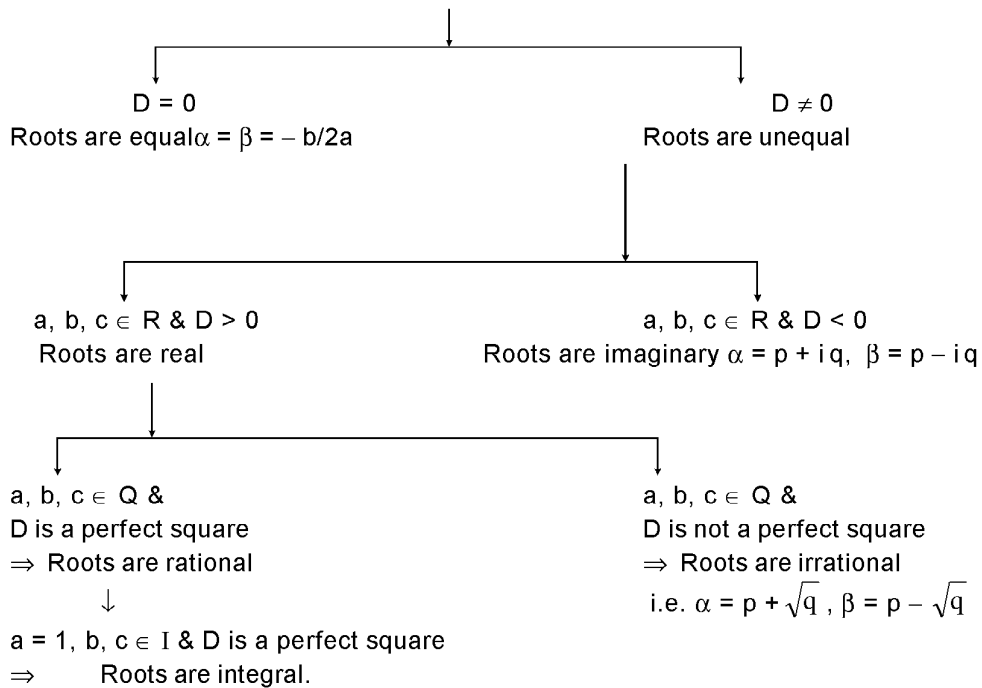 D = 0
D ≠ 0
Roots are equalα = β = – b/2a
Roots are unequal
a, b, c ∈ R & D > 0
a, b, c ∈ R & D < 0
Roots are real
Roots are imaginary α = p + i q, β = p – i q
a, b, c ∈ Q &
D is a perfect square
⇒ Roots are rational
↓
a = 1, b, c ∈ I & D is a perfect square
⇒ Roots are integral.
a, b, c ∈ Q &
D is not a perfect square
⇒ Roots are irrational
i.e. α = p + √q , β = p – √q